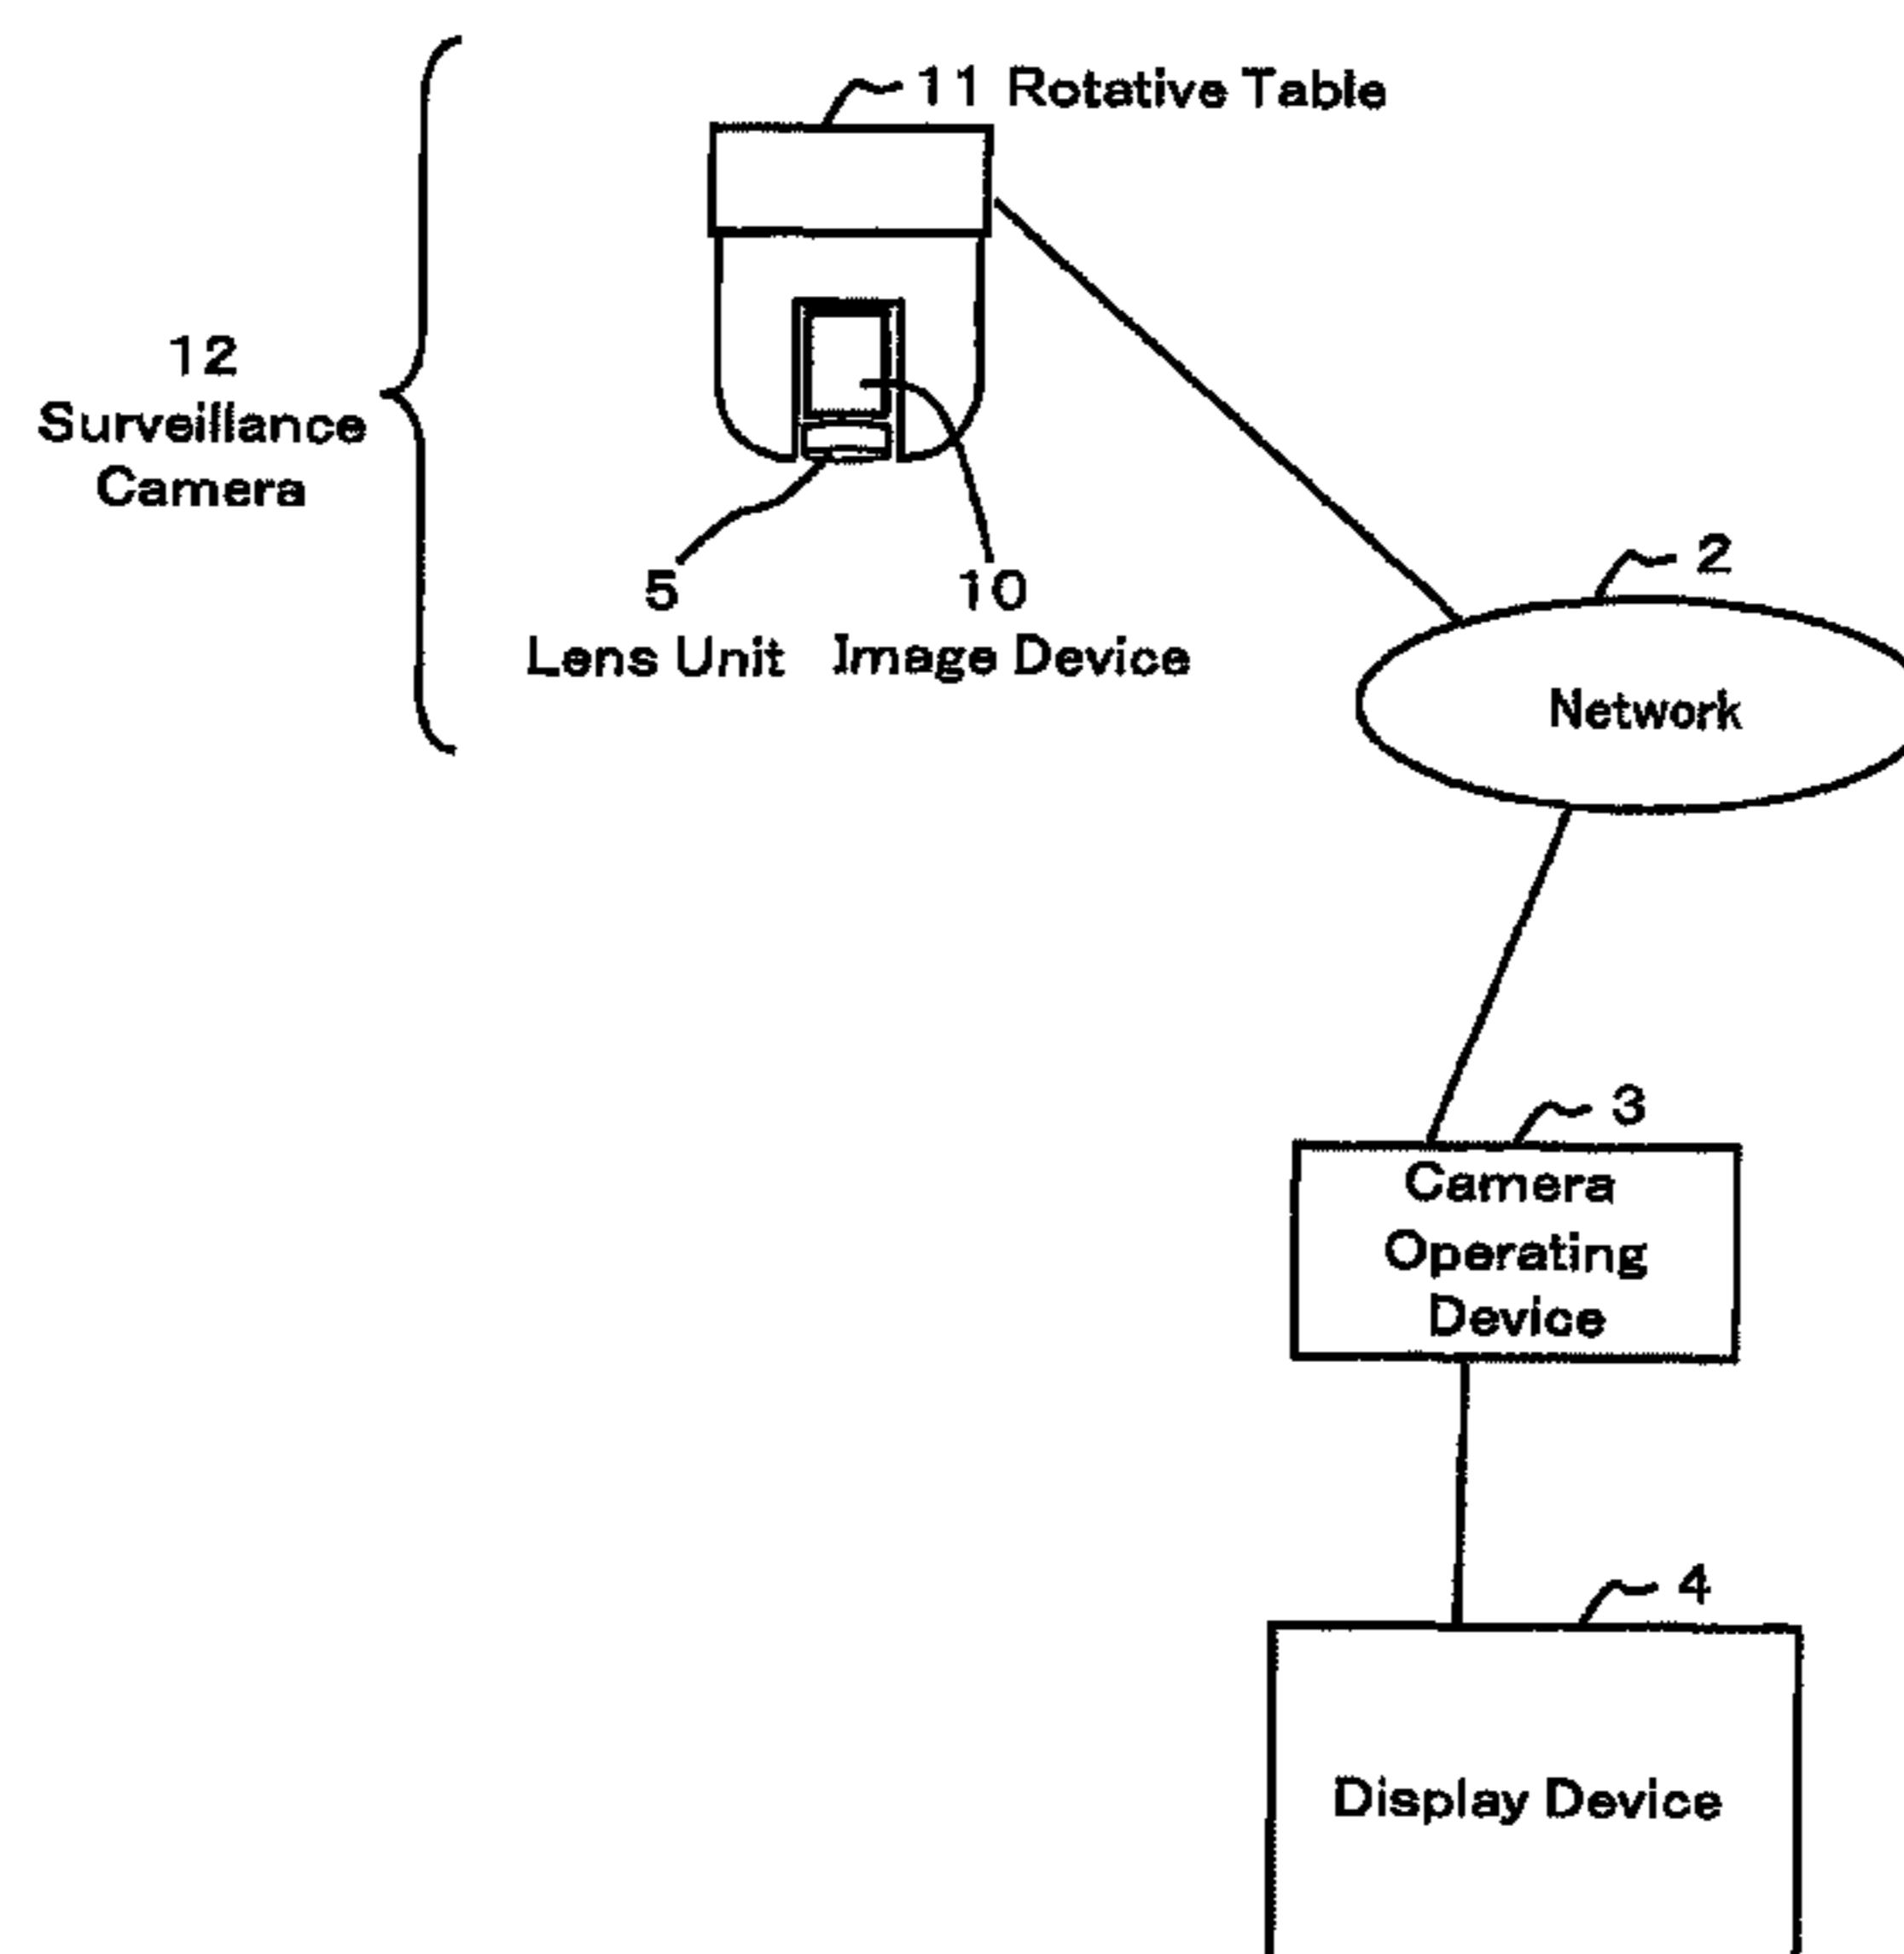 11 Rotative Table
12
Surveillance
Camera
5
Lens Unit
10
Image Device
2
Network
3
Camera
Operating
Device
4
Display Device